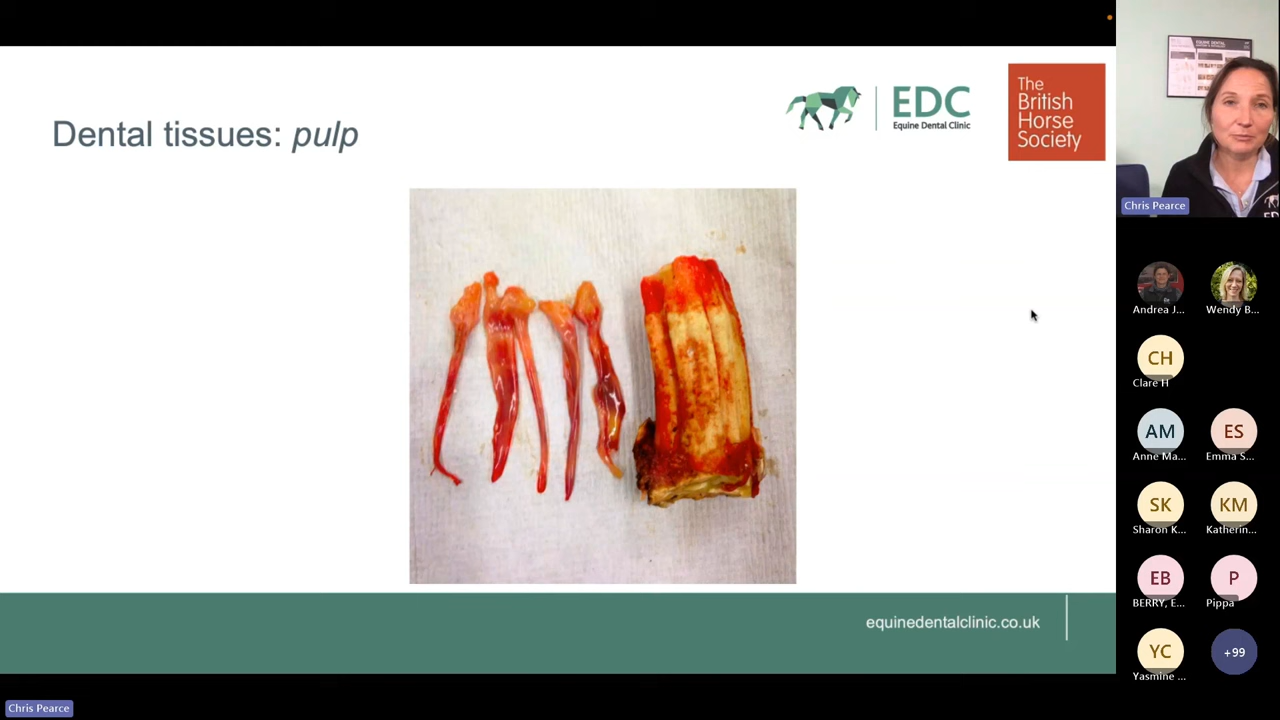 Dental tissues: pulp
EDC
Equine Dental Clinic
The
British
Horse
Society
equinedentalclinic.co.uk
Chris Pearce
Andrea J...
Wendy B...
CH
Clare H
AM
Anne Ma...
ES
Emma S...
SK
Sharon K...
KM
Katherin...
EB
BERRY, E...
P
Pippa
YC
Yasmine ...
+99
Chris Pearce